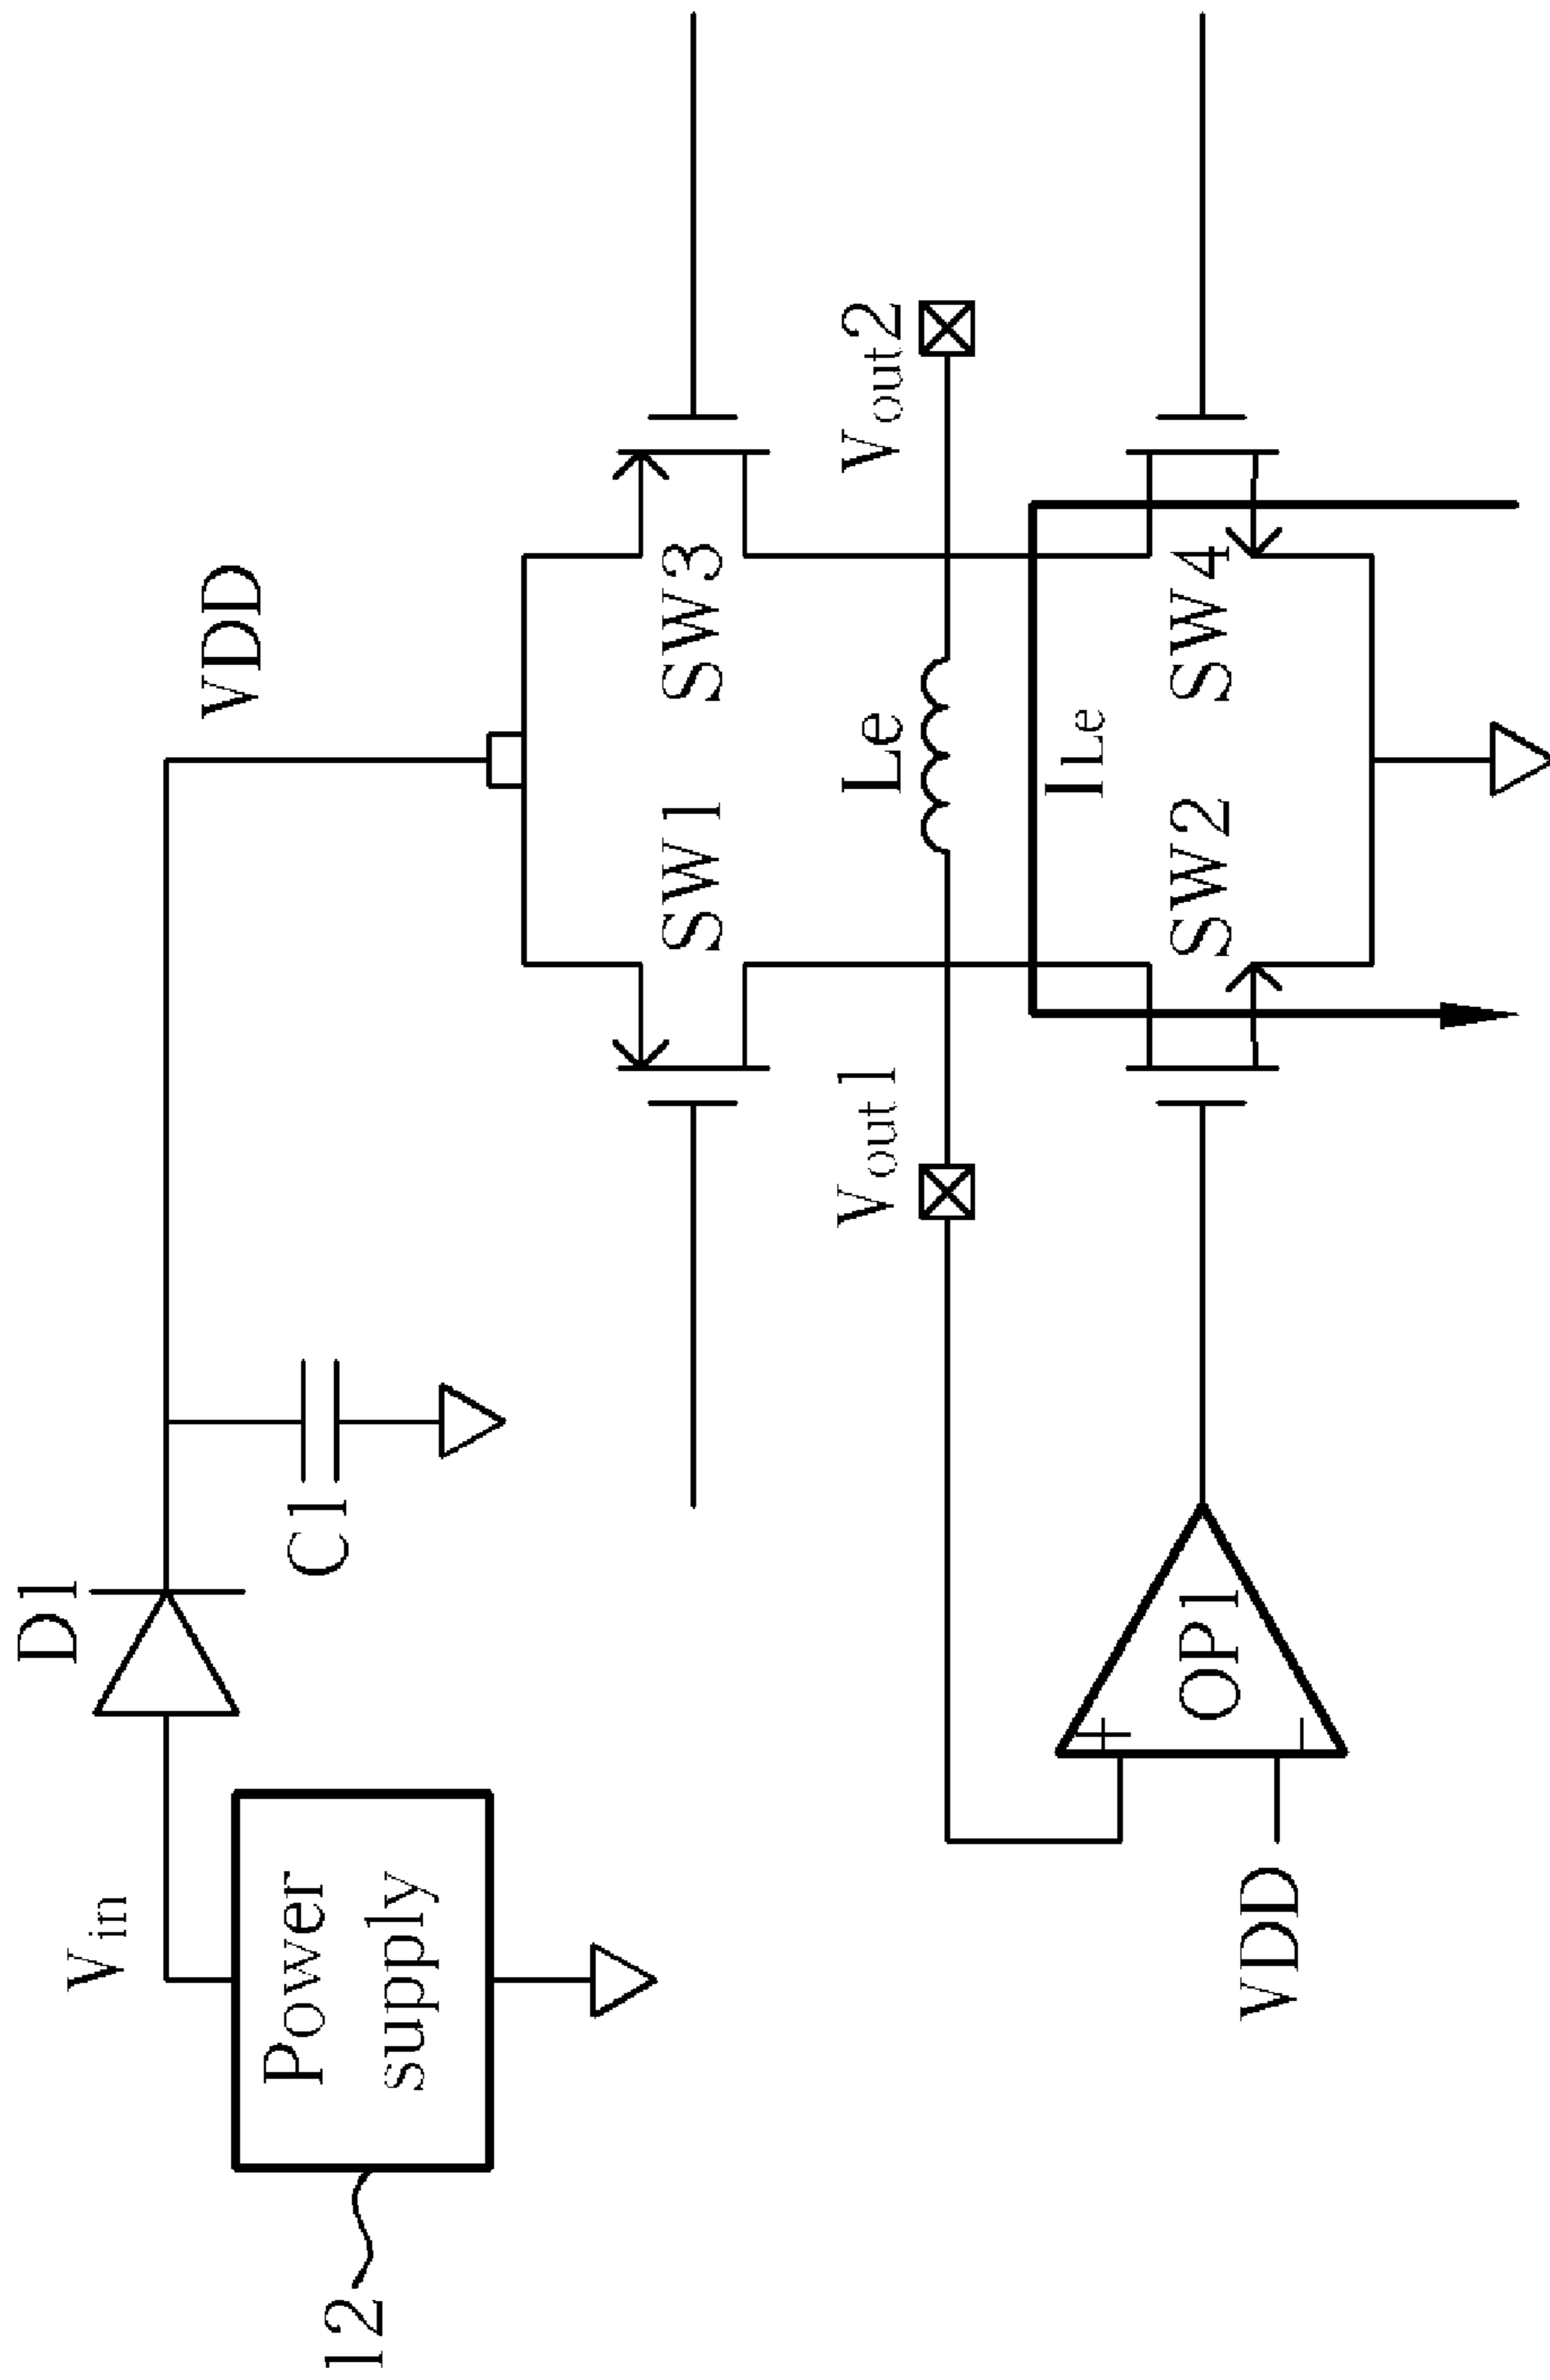 D1
VDD
Vin
C1
Power
supply
12
SW1
SW3
Vout1
Le
Vout2
ILe
SW2
SW4
+
OP1
−
VDD